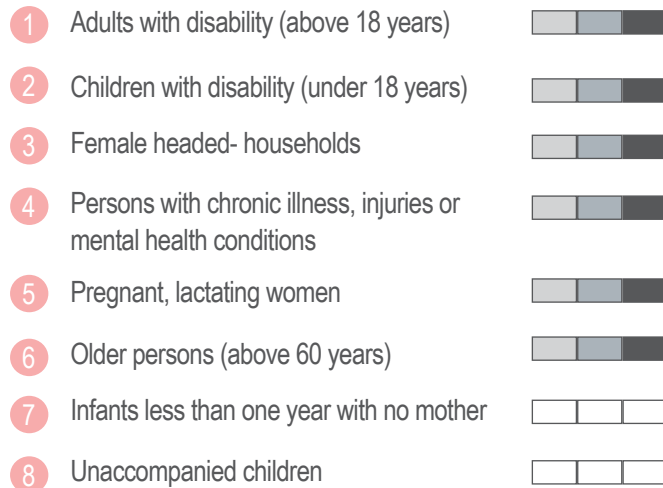 1 Adults with disability (above 18 years)
2 Children with disability (under 18 years)
3 Female headed- households
4 Persons with chronic illness, injuries or
mental health conditions
5 Pregnant, lactating women
6 Older persons (above 60 years)
7 Infants less than one year with no mother
8 Unaccompanied children